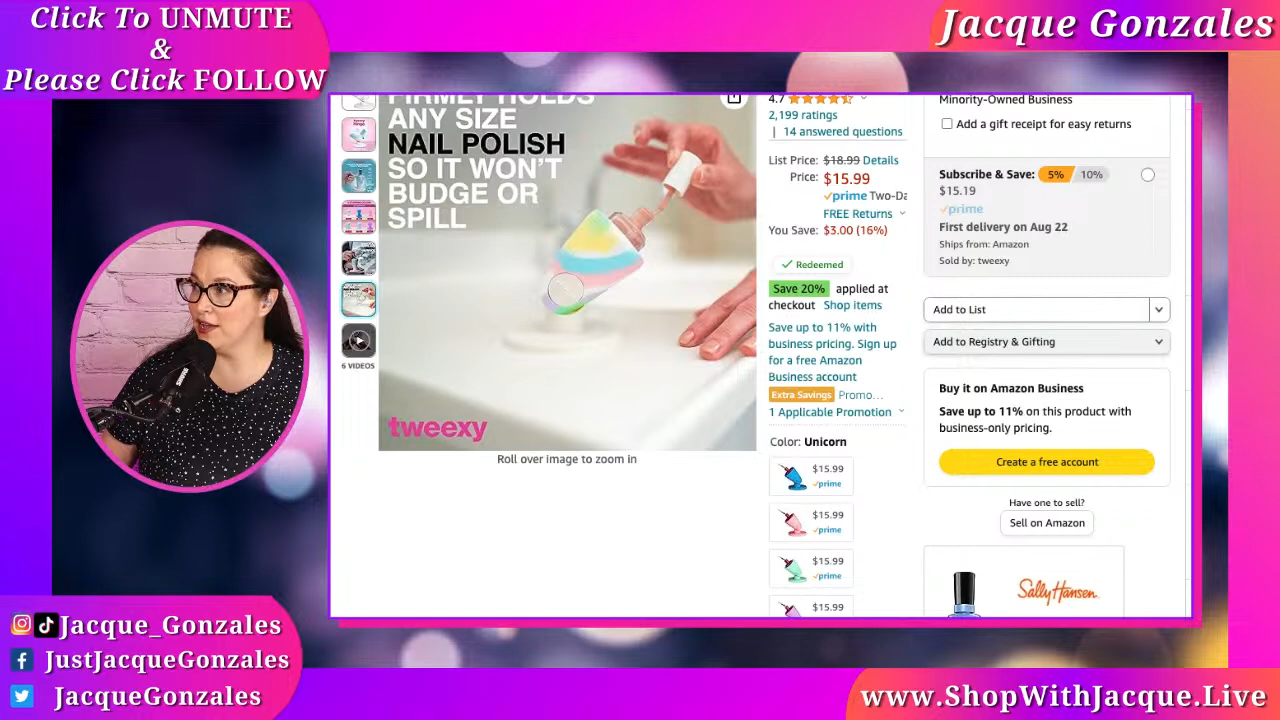 Click To UNMUTE
&
Please Click FOLLOW
Jacque Gonzales
ANY SIZE
NAIL POLISH
SO IT WON'T
BUDGE OR
SPILL
tweexy
Roll over image to zoom in
6 VIDEOS
4.7
2,199 ratings
| 14 answered questions
List Price: $18.99 Details
Price: $15.99
prime Two-Da
FREE Returns
You Save: $3.00 (16%)
Redeemed
Save 20% applied at
checkout Shop items
Save up to 11% with
business pricing. Sign up
for a free Amazon
Business account
Extra Savings Promo...
1 Applicable Promotion
Color: Unicorn
$15.99
prime
$15.99
prime
$15.99
prime
$15.99
Minority-Owned Business
Add a gift receipt for easy returns
Subscribe & Save: 5% 10%
$15.19
prime
First delivery on Aug 22
Ships from: Amazon
Sold by: tweexy
Add to List
Add to Registry & Gifting
Buy it on Amazon Business
Save up to 11% on this product with
business-only pricing.
Create a free account
Have one to sell?
Sell on Amazon
Sally Hansen
Jacque_Gonzales
JustJacqueGonzales
JacqueGonzales
www.ShopWithJacque.Live